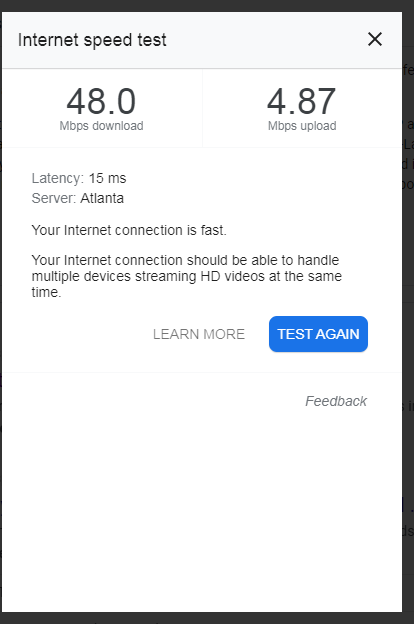 Internet speed test
48.0
Mbps download
4.87
Mbps upload
Latency: 15 ms
Server: Atlanta
Your Internet connection is fast.
Your Internet connection should be able to handle
multiple devices streaming HD videos at the same
time.
LEARN MORE
TEST AGAIN
Feedback